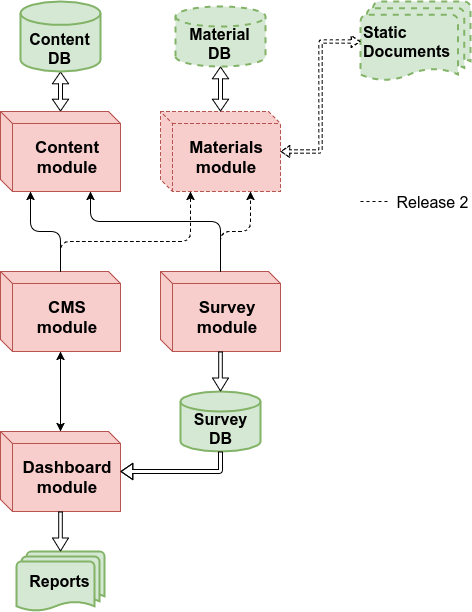 Content
DB
Material
DB
Static
Documents
Content
module
Materials
module
Release 2
CMS
module
Survey
module
Survey
DB
Dashboard
module
Reports